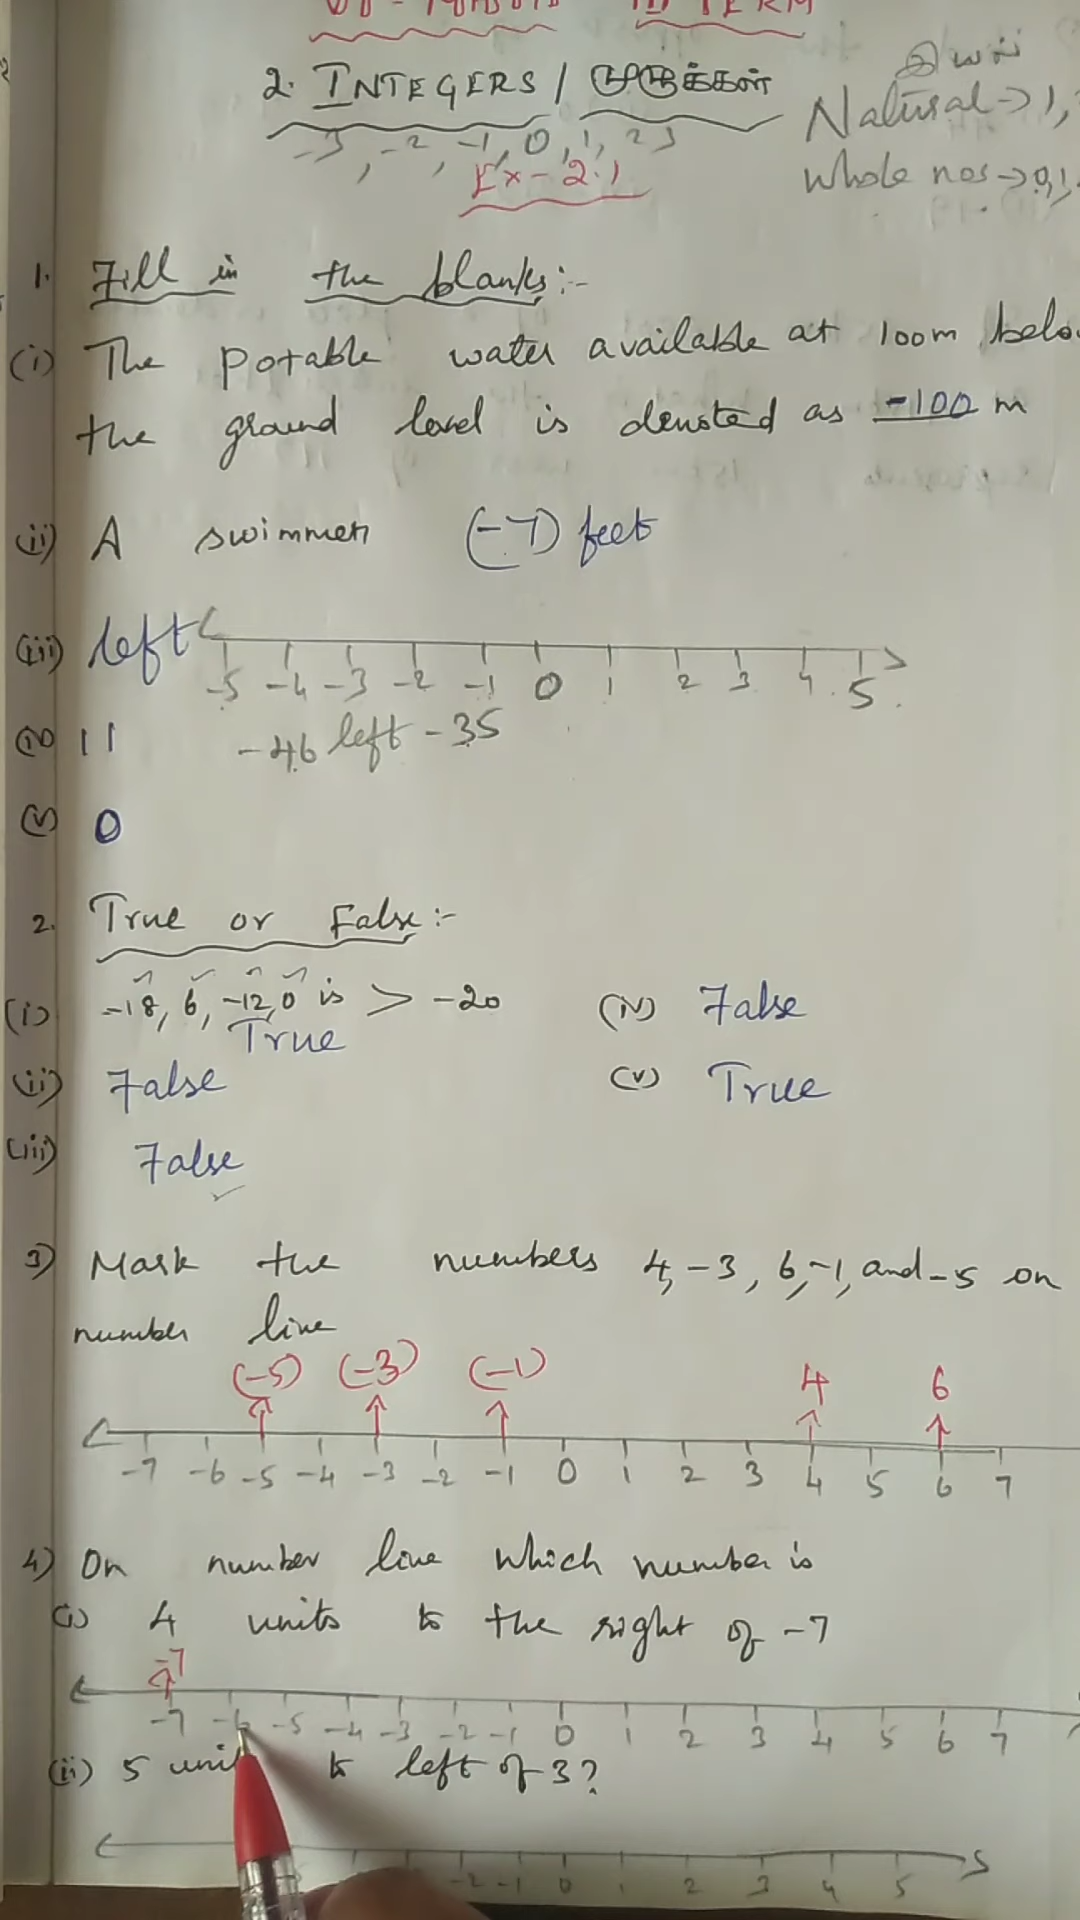 III TERM
2. INTEGERS / முழுக்கள்
-3, -2, -1, 0, 1, 2 3
Ex - 2.1
இயல்
Natural -> 1,
Whole nos -> 0,1,
1. Fill in the blanks:-
(i) The potable water available at 100m belo
the ground level is denoted as -100 m
(ii) A swimmer (-7) feet
(iii) left
-5 -4 -3 -2 -1 0 1 2 3 4 5
(iv) 11 -46 left -35
(v) 0
2. True or False:-
(i) -18, 6, -12, 0 is > -20 (iv) False
True
(ii) False (v) True
(iii) False
3) Mark the numbers 4, -3, 6, -1, and -5 on
number line
(-5) (-3) (-1) 4 6
-7 -6 -5 -4 -3 -2 -1 0 1 2 3 4 5 6 7
4) On number line which number is
(i) 4 units to the right of -7
-7
-7 -6 -5 -4 -3 -2 -1 0 1 2 3 4 5 6 7
(ii) 5 unit to left of 3?
-2 -1 0 1 2 3 4 5